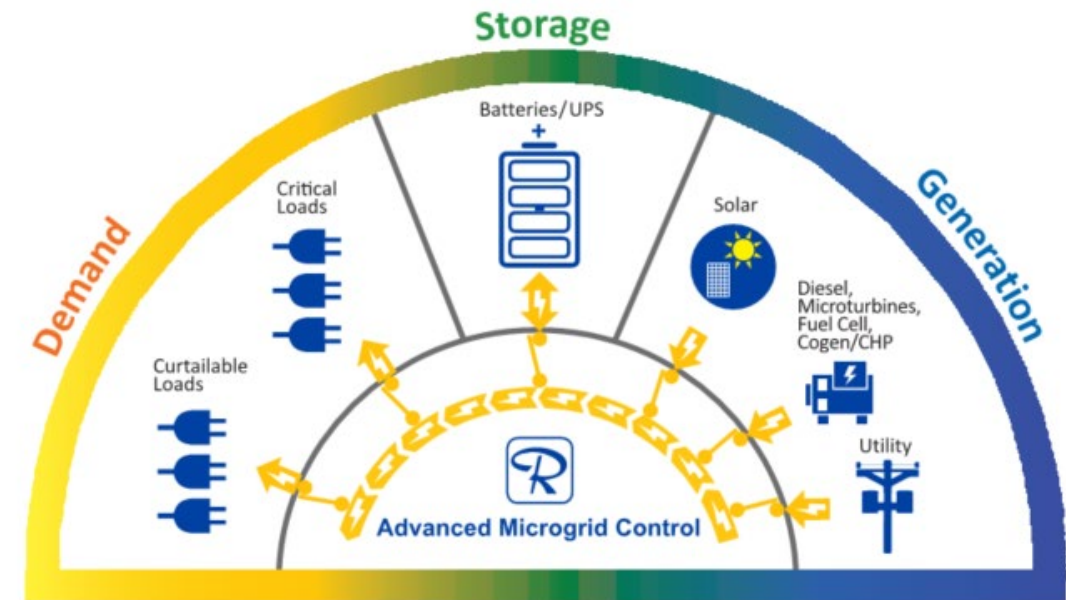 Storage
Demand
Generation
Batteries/UPS
+
Critical
Loads
Curtailable
Loads
Solar
Diesel,
Microturbines,
Fuel Cell,
Cogen/CHP
Utility
R
Advanced Microgrid Control